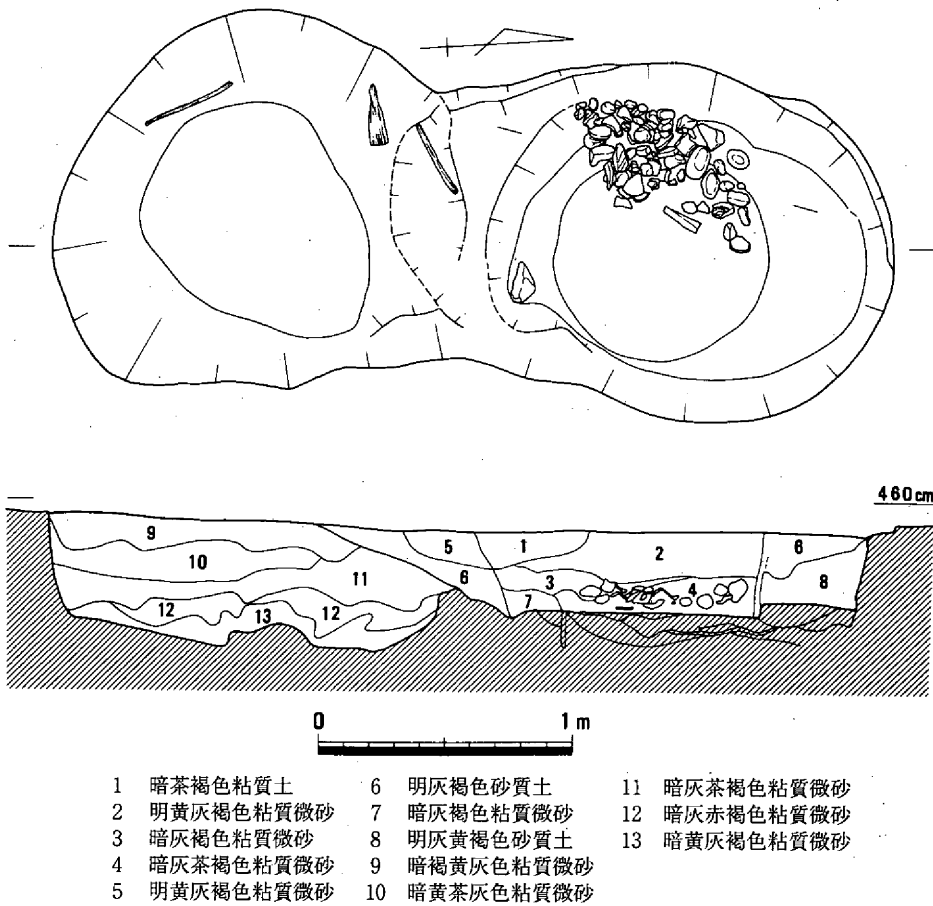 460cm
9
5
1
2
6
10
11
6
3
4
8
12
13
12
7
0 1m
1 暗茶褐色粘質土
2 明黄灰褐色粘質微砂
3 暗灰褐色粘質微砂
4 暗灰茶褐色粘質微砂
5 明黄灰褐色粘質微砂
6 明灰褐色砂質土
7 暗灰褐色粘質微砂
8 明灰黄褐色砂質土
9 暗褐黄灰色粘質微砂
10 暗黄茶灰色粘質微砂
11 暗灰茶褐色粘質微砂
12 暗灰赤褐色粘質微砂
13 暗黄灰褐色粘質微砂